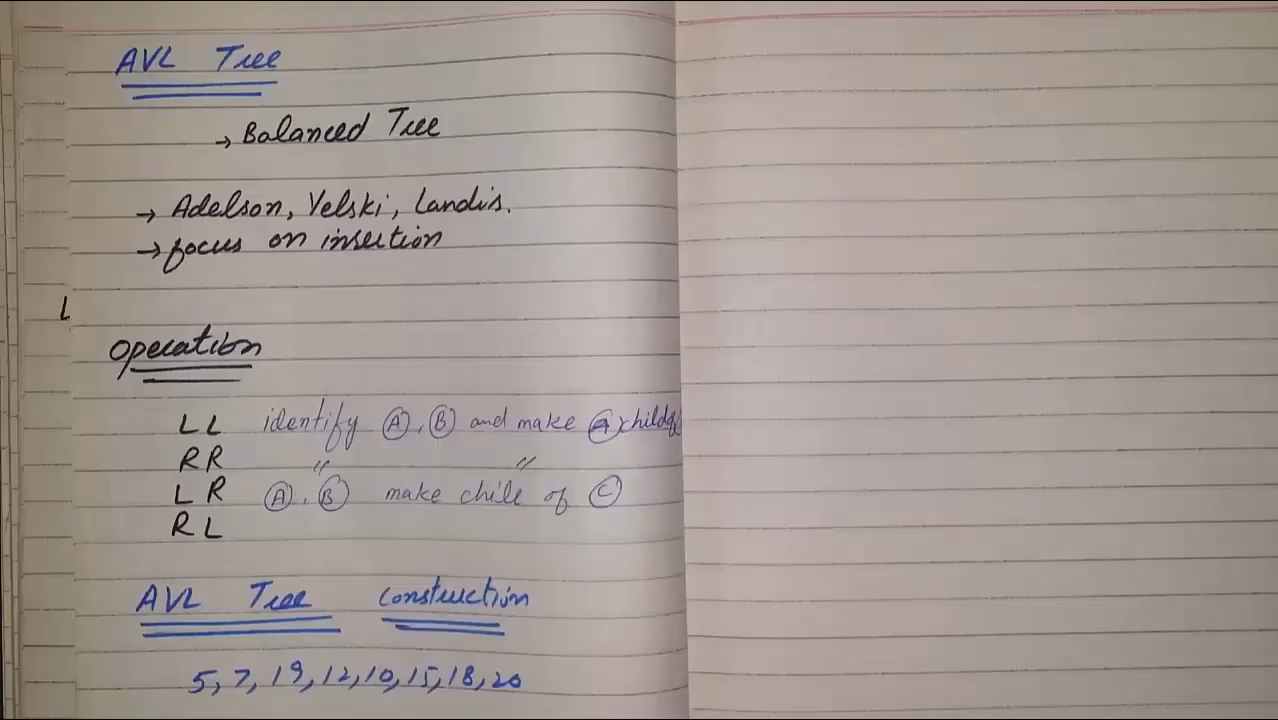 AVL Tree
→ Balanced Tree
→ Adelson, Velski, Landis.
→ focus on insertion
L
Operation
LL identify Ⓐ, Ⓑ and make Ⓐ child of
RR " "
LR Ⓐ, Ⓑ make chile of Ⓒ
RL
AVL Tree Construction
5, 7, 19, 12, 10, 15, 18, 20